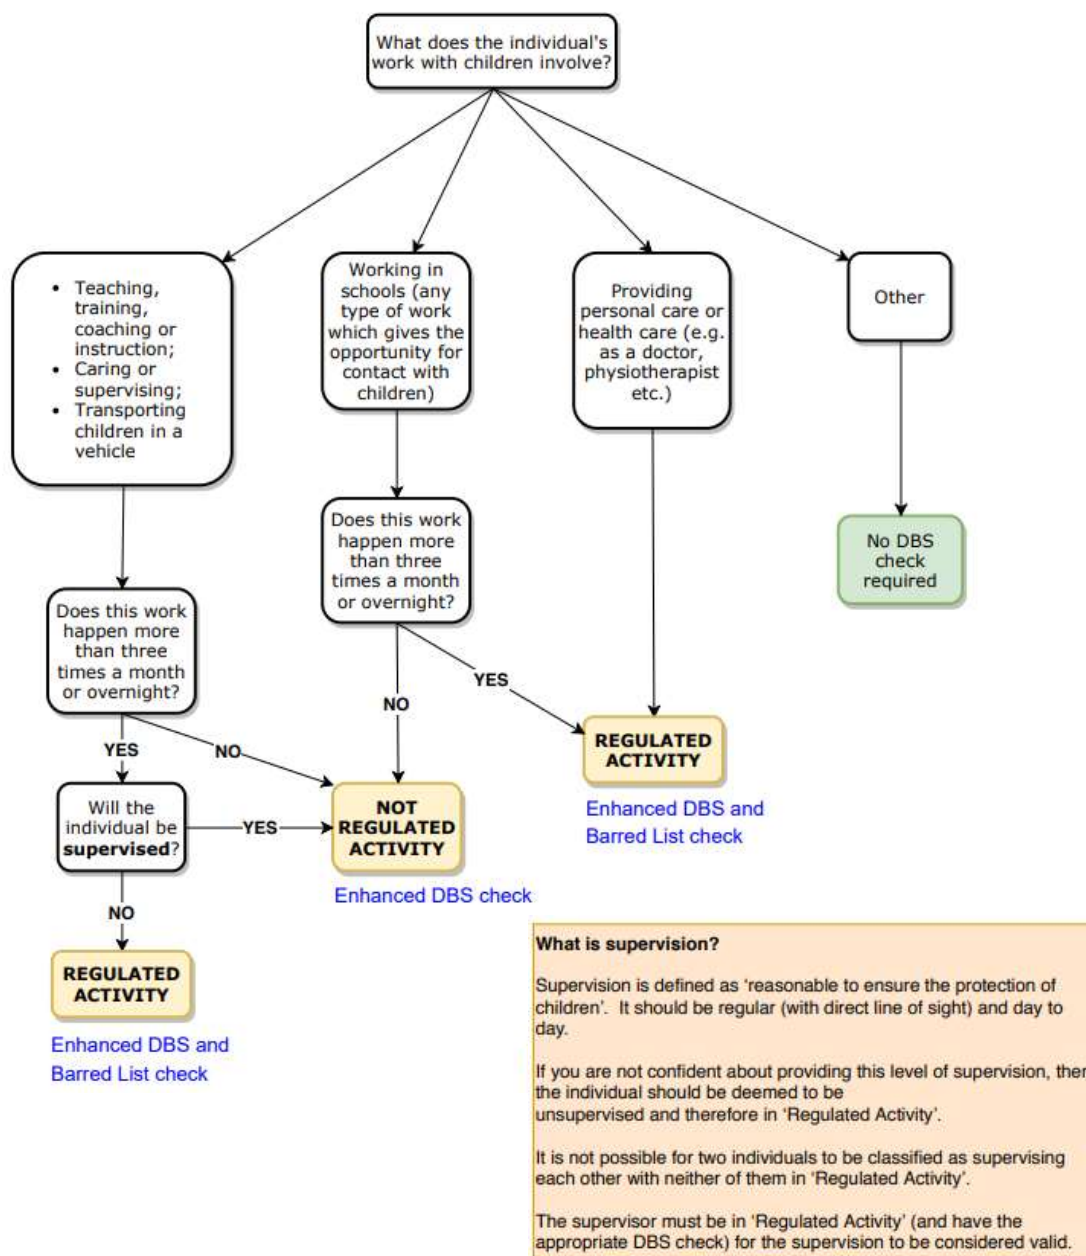 What does the individual's
work with children involve?
• Teaching,
training,
coaching or
instruction;
• Caring or
supervising;
• Transporting
children in a
vehicle
Working in
schools (any
type of work
which gives the
opportunity for
contact with
children)
Providing
personal care or
health care (e.g.
as a doctor,
physiotherapist
etc.)
Other
Does this work
happen more
than three
times a month
or overnight?
No DBS
check
required
Does this work
happen more
than three
times a month
or overnight?
YES
NO
YES
NO
REGULATED
ACTIVITY
Enhanced DBS and
Barred List check
Will the
individual be
supervised?
YES
NOT
REGULATED
ACTIVITY
Enhanced DBS check
NO
REGULATED
ACTIVITY
Enhanced DBS and
Barred List check
What is supervision?
Supervision is defined as ‘reasonable to ensure the protection of
children’. It should be regular (with direct line of sight) and day to
day.
If you are not confident about providing this level of supervision, then
the individual should be deemed to be
unsupervised and therefore in ‘Regulated Activity’.
It is not possible for two individuals to be classified as supervising
each other with neither of them in ‘Regulated Activity’.
The supervisor must be in ‘Regulated Activity’ (and have the
appropriate DBS check) for the supervision to be considered valid.